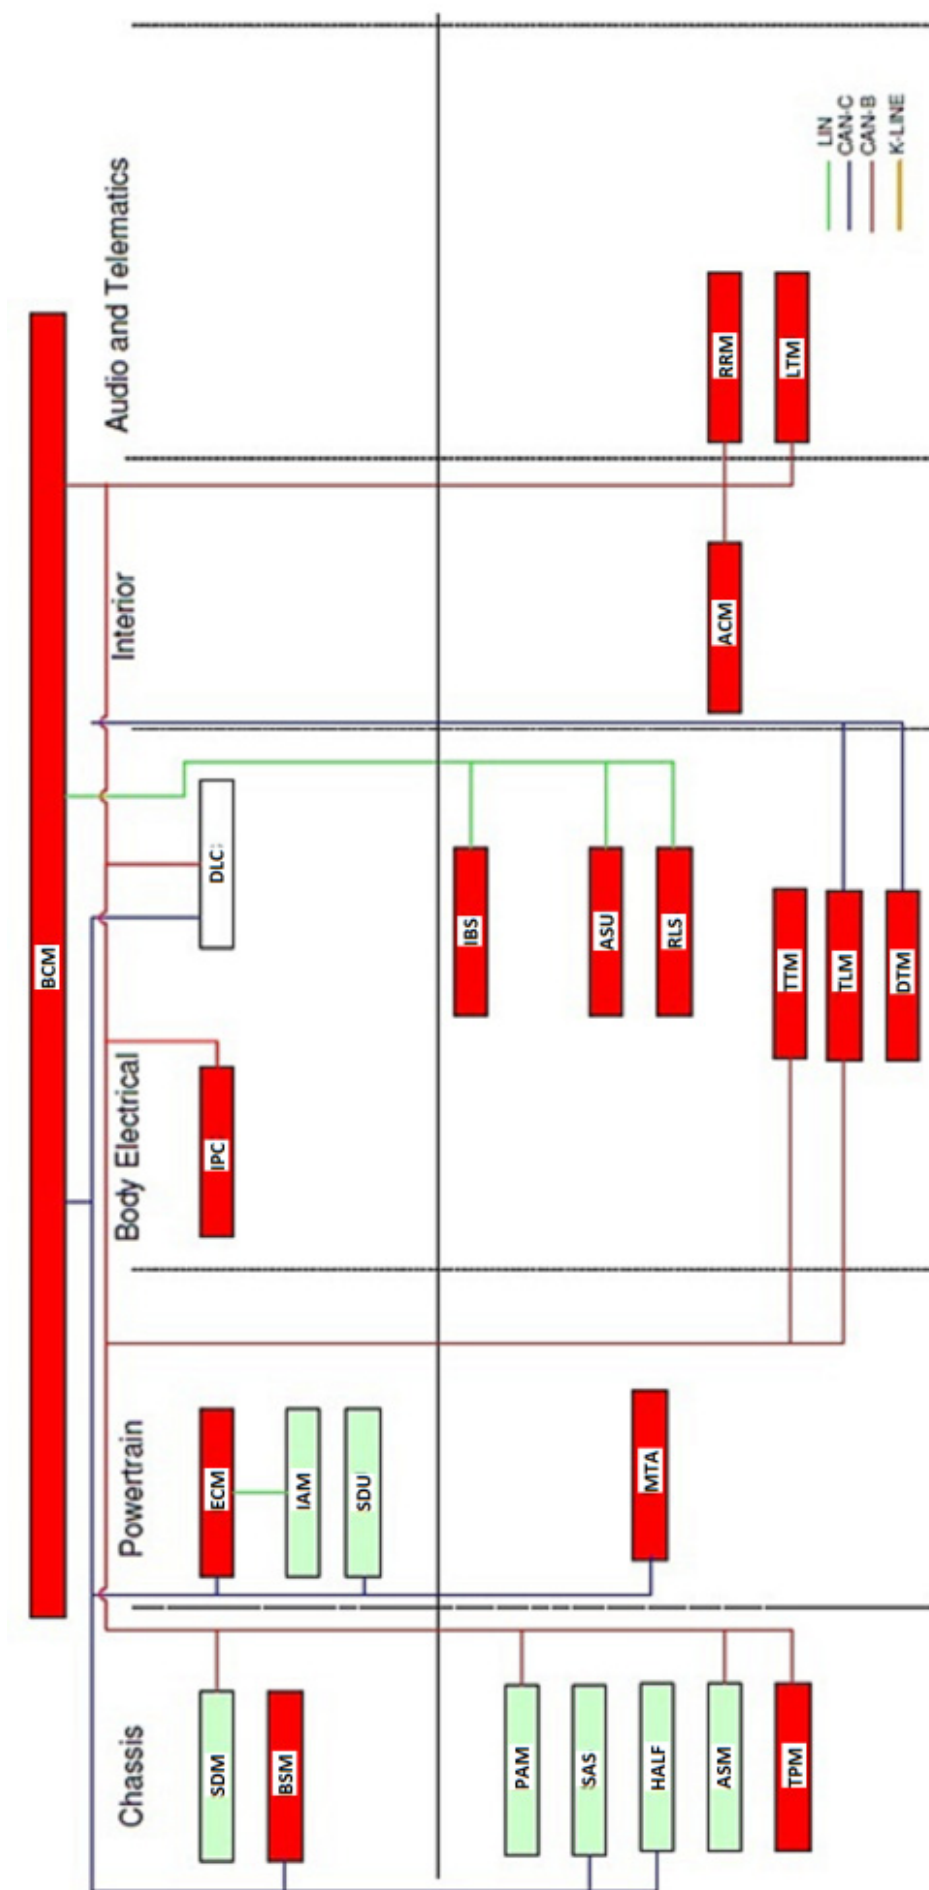 BCM
Chassis
Powertrain
Body Electrical
Interior
Audio and Telematics
SDM
BSM
ECM
IAM
SDU
IPC
DLC
PAM
SAS
HALF
ASM
TPM
MTA
IBS
ASU
RLS
TTM
TLM
DTM
ACM
RRM
LTM
LIN
CAN-C
CAN-B
K-LINE